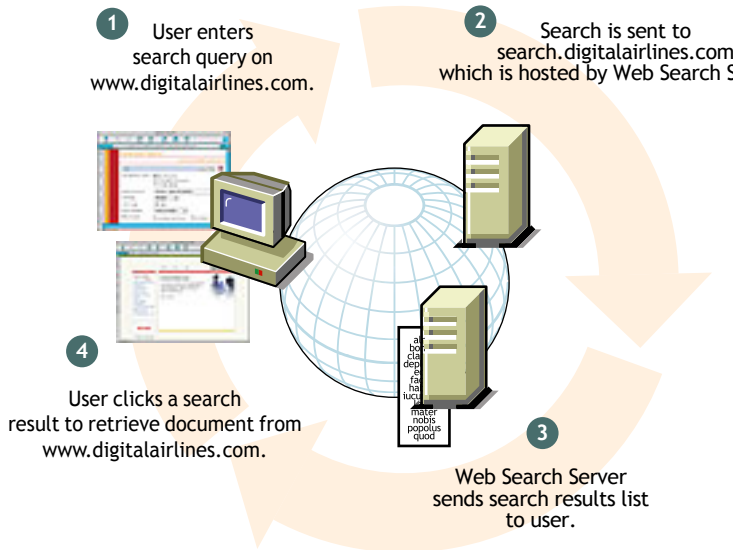 1
User enters
search query on
www.digitalairlines.com.
2
Search is sent to
search.digitalairlines.com
which is hosted by Web Search
4
User clicks a search
result to retrieve document from
www.digitalairlines.com.
mater
nobis
popolus
quod
3
Web Search Server
sends search results list
to user.